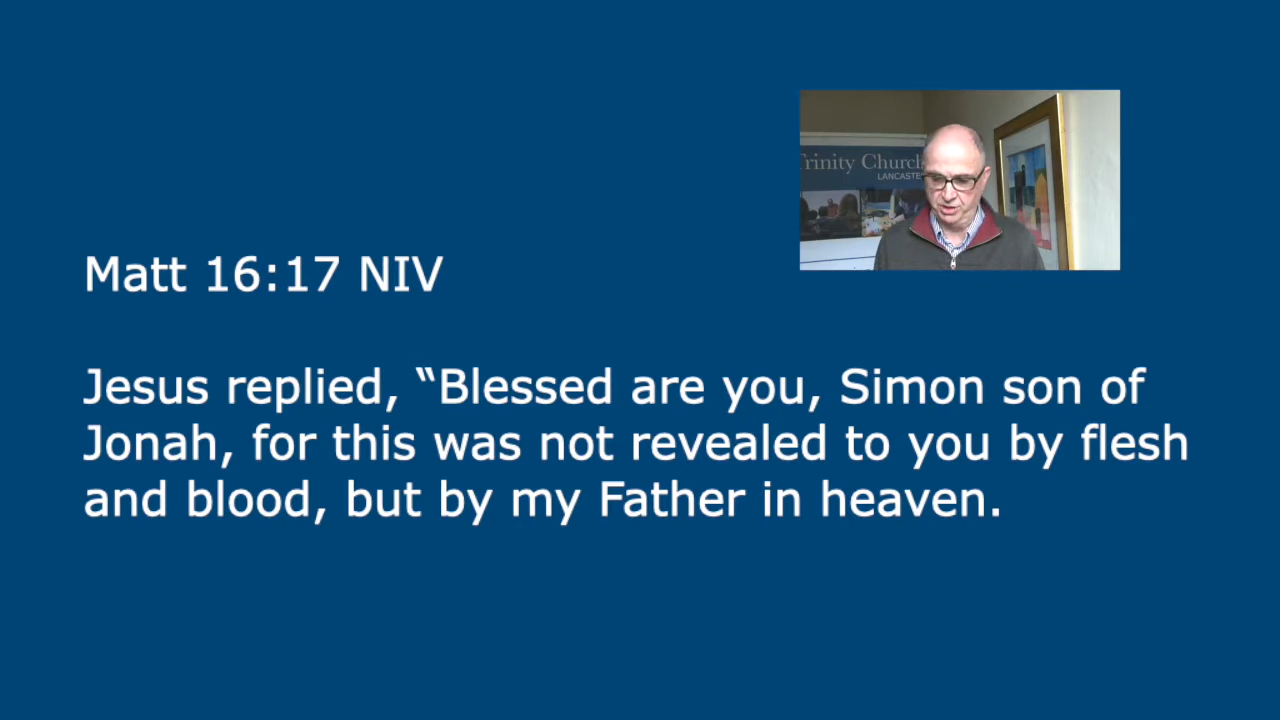 Trinity Church
LANCASTE
Matt 16:17 NIV
Jesus replied, “Blessed are you, Simon son of
Jonah, for this was not revealed to you by flesh
and blood, but by my Father in heaven.